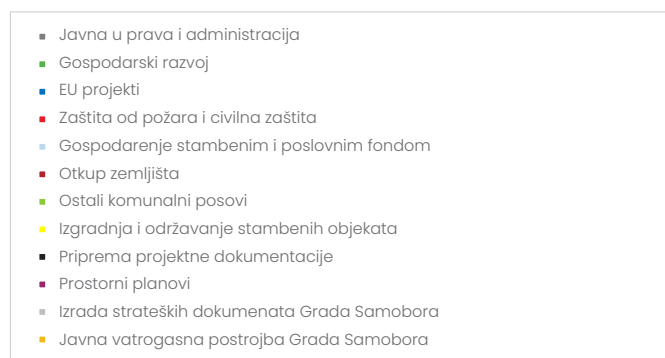 Javna u prava i administracija
Gospodarski razvoj
EU projekti
Zaštita od požara i civilna zaštita
Gospodarenje stambenim i poslovnim fondom
Otkup zemljišta
Ostali komunalni posovi
Izgradnja i održavanje stambenih objekata
Priprema projektne dokumentacije
Prostorni planovi
Izrada strateških dokumenata Grada Samobora
Javna vatrogasna postrojba Grada Samobora